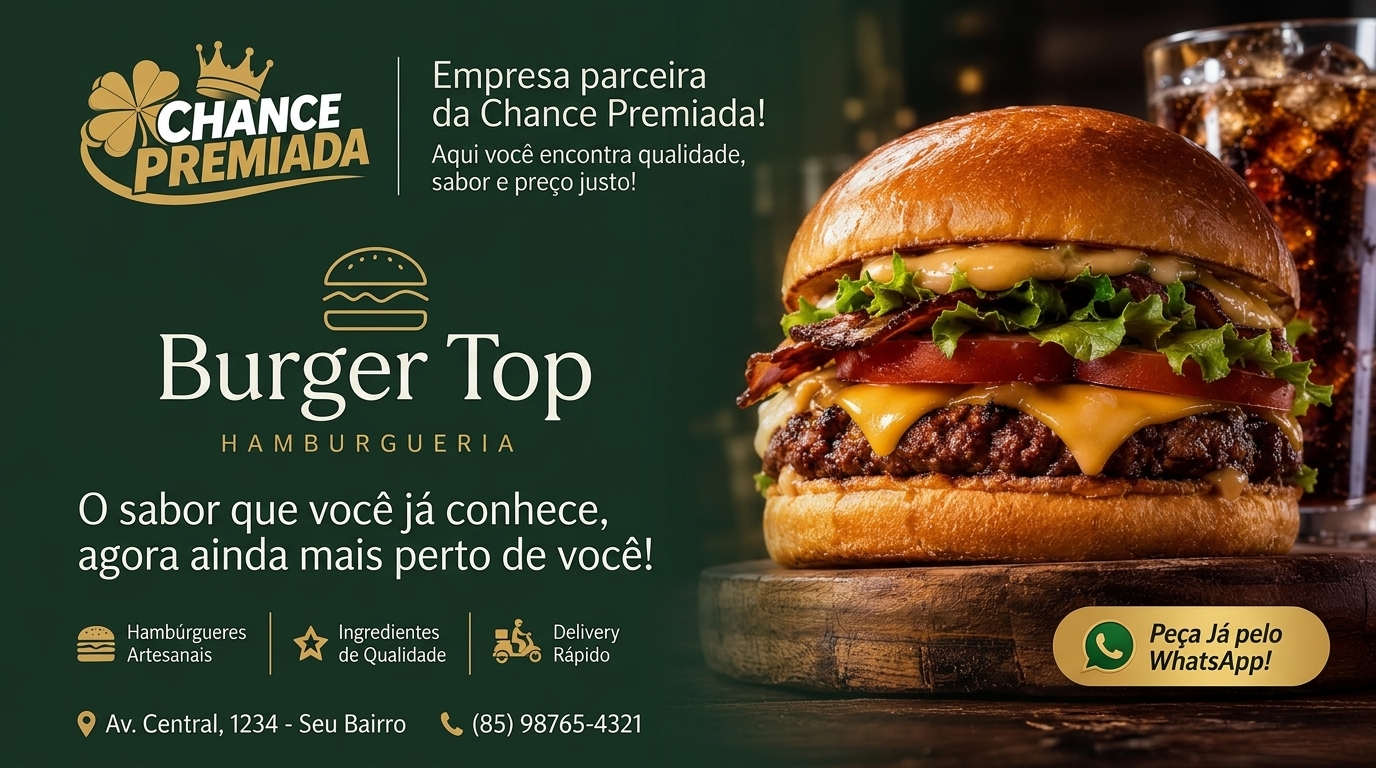 CHANCE
PREMIADA
Empresa parceira
da Chance Premiada!
Aqui você encontra qualidade,
sabor e preço justo!
Burger Top
HAMBURGUERIA
O sabor que você já conhece,
agora ainda mais perto de você!
Hambúrgueres
Artesanais
Ingredientes
de Qualidade
Delivery
Rápido
Av. Central, 1234 - Seu Bairro
(85) 98765-4321
Peça Já pelo
WhatsApp!